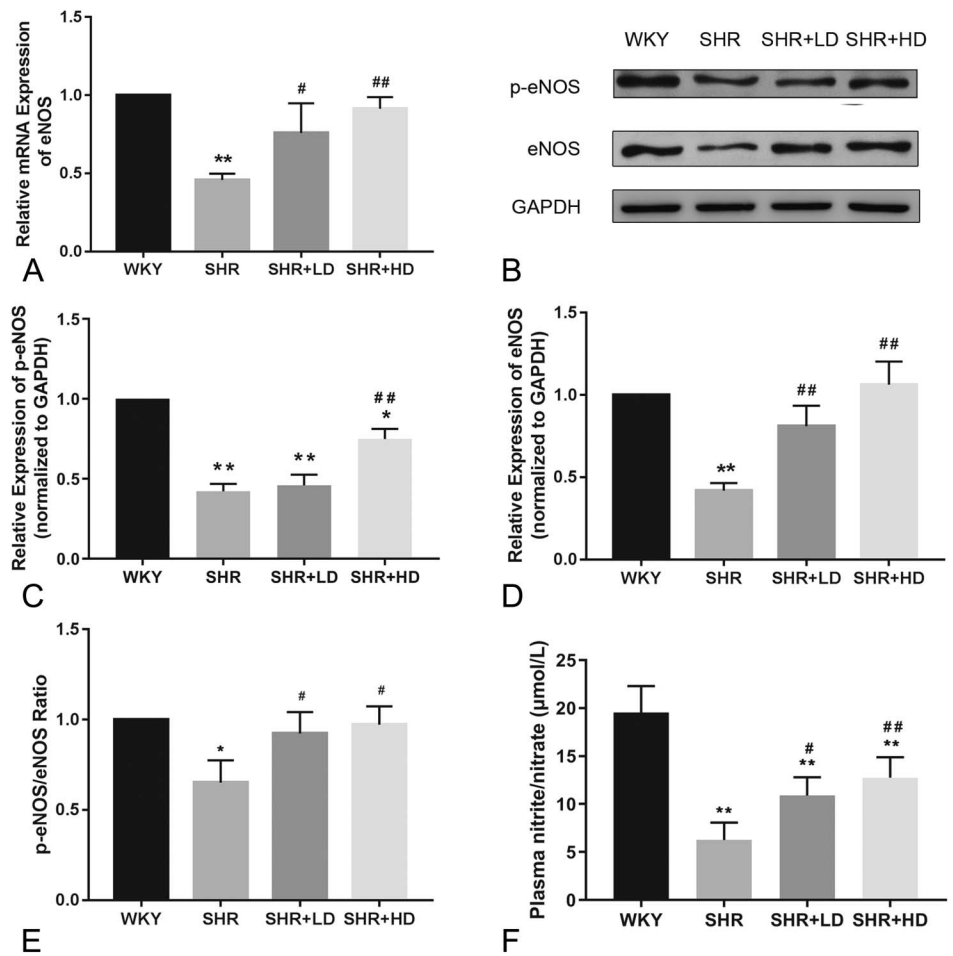 Relative mRNA Expression
of eNOS
1.5
1.0
0.5
0.0
**
#
##
WKY SHR SHR+LD SHR+HD
A
WKY SHR SHR+LD SHR+HD
p-eNOS
eNOS
GAPDH
B
Relative Expression of p-eNOS
(normalized to GAPDH)
1.5
1.0
0.5
0.0
**
**
##
*
WKY SHR SHR+LD SHR+HD
C
Relative Expression of eNOS
(normalized to GAPDH)
1.5
1.0
0.5
0.0
**
##
##
WKY SHR SHR+LD SHR+HD
D
p-eNOS/eNOS Ratio
1.5
1.0
0.5
0.0
*
#
#
WKY SHR SHR+LD SHR+HD
E
Plasma nitrite/nitrate (μmol/L)
25
20
15
10
5
0
**
#
**
##
**
WKY SHR SHR+LD SHR+HD
F